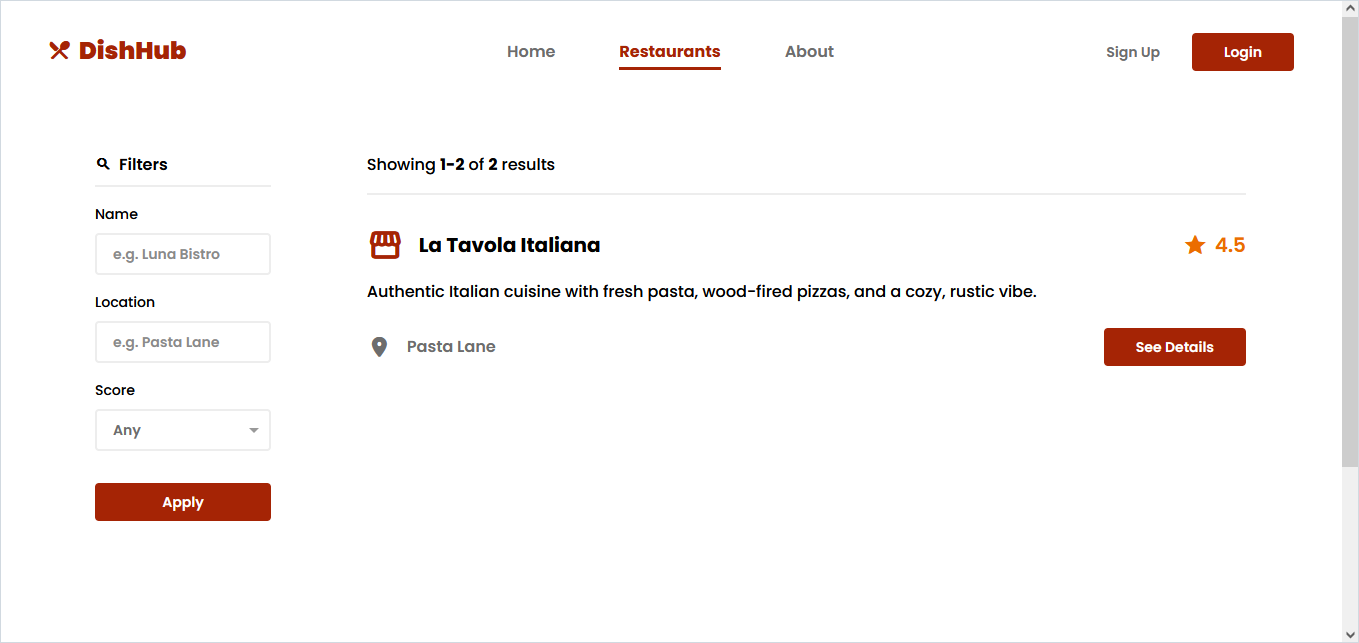 DishHub
Home
Restaurants
About
Sign Up
Login
Filters
Name
e.g. Luna Bistro
Location
e.g. Pasta Lane
Score
Any
Apply
Showing 1-2 of 2 results
La Tavola Italiana
4.5
Authentic Italian cuisine with fresh pasta, wood-fired pizzas, and a cozy, rustic vibe.
Pasta Lane
See Details